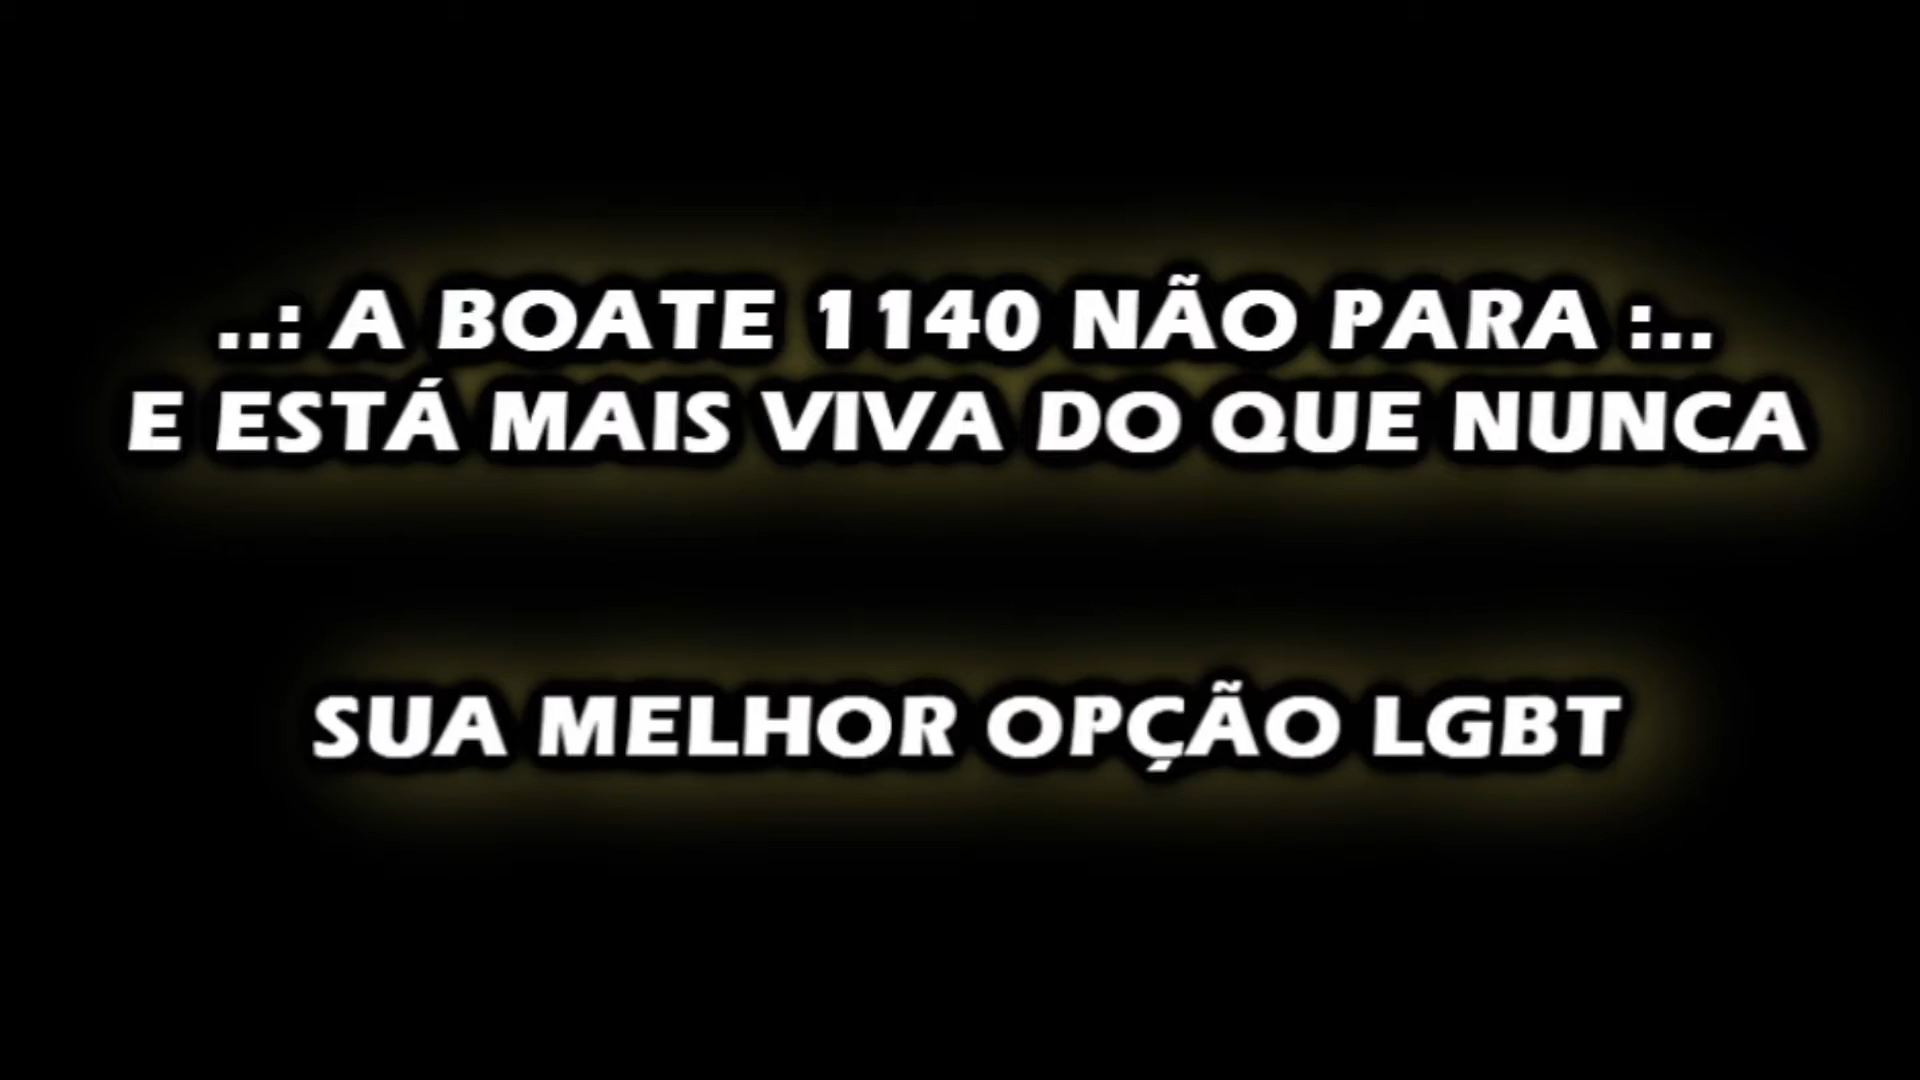 ..: A BOATE 1140 NÃO PARA :..
E ESTÁ MAIS VIVA DO QUE NUNCA
SUA MELHOR OPÇÃO LGBT